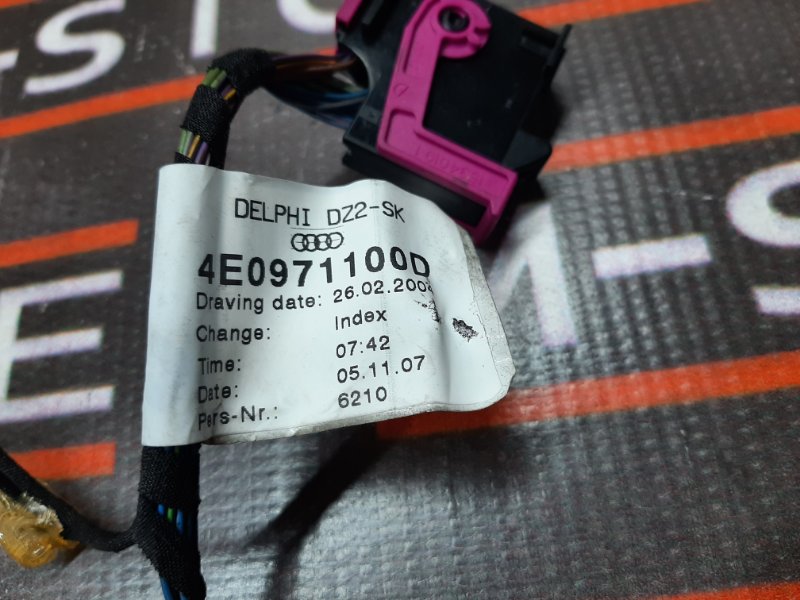 DELPHI DZ2-SK
4E0971100D
Draving date: 26.02.200
Change: Index
Time: 07:42
Date: 05.11.07
Pers-Nr.: 6210